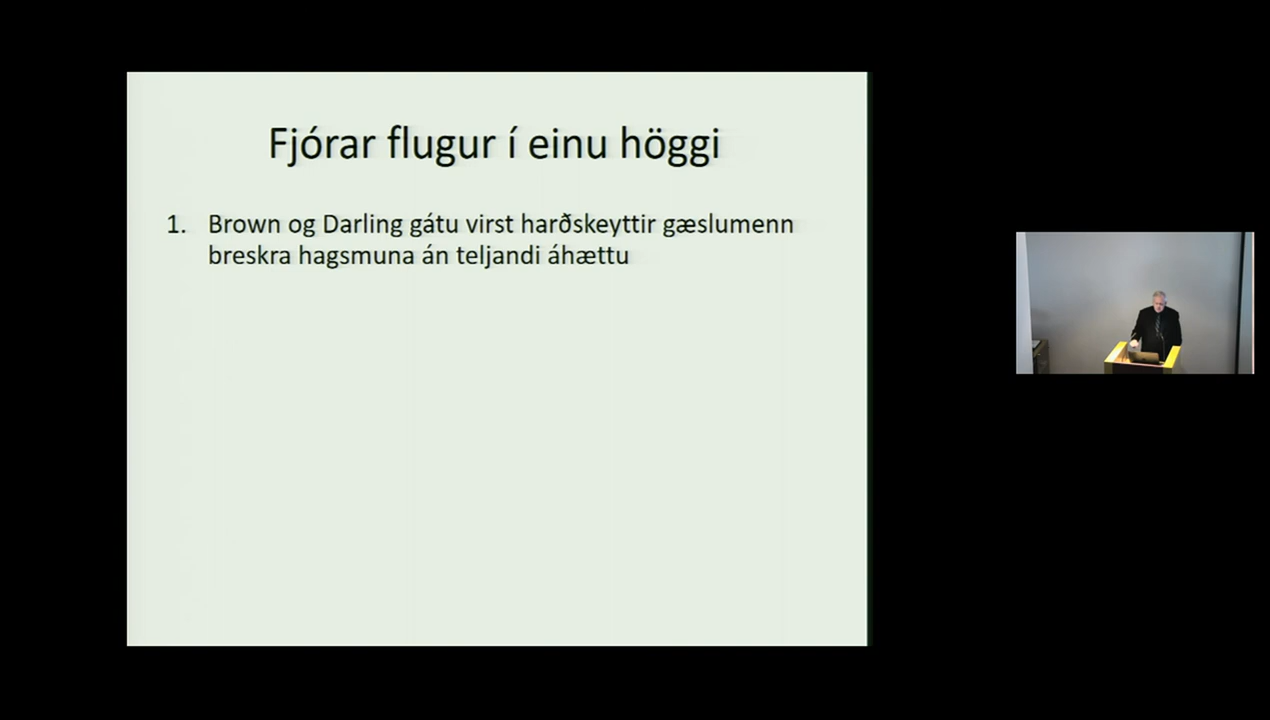 Fjórar flugur í einu höggi
1. Brown og Darling gátu virst harðskeyttir gæslumenn
breskra hagsmuna án teljandi áhættu